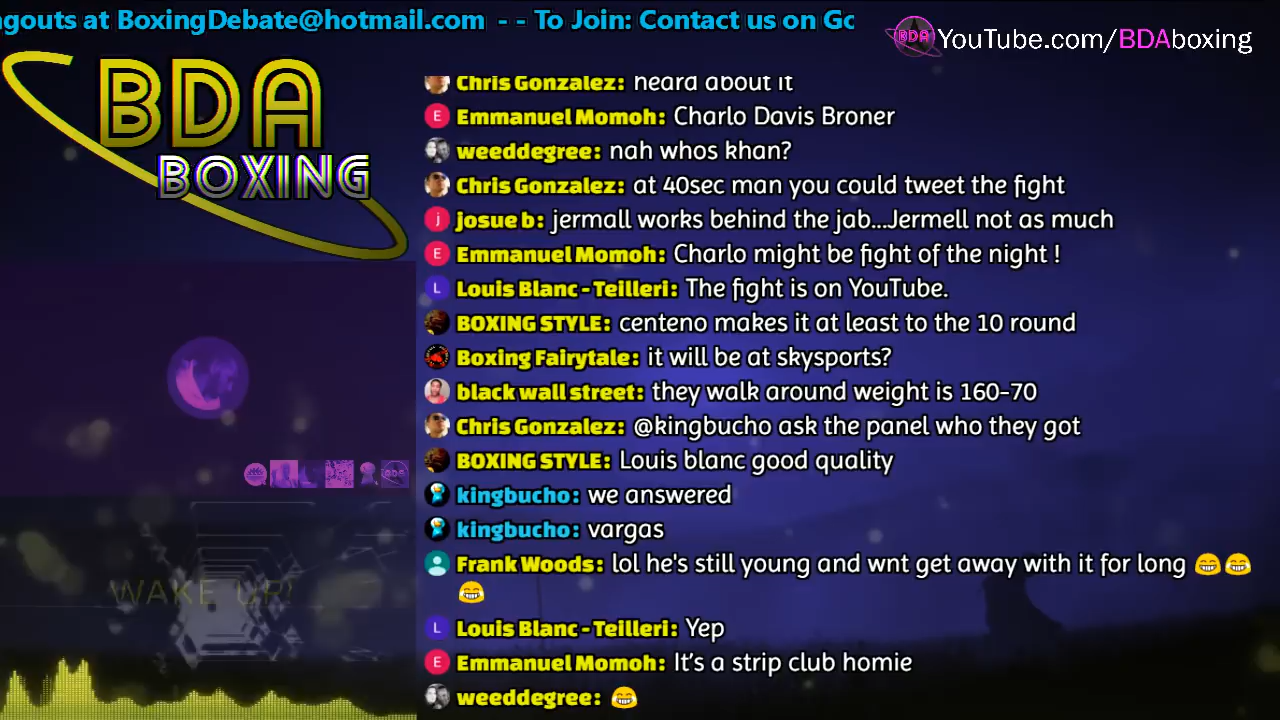 gouts at BoxingDebate@hotmail.com - - To Join: Contact us on Go
YouTube.com/BDAboxing
BDA
BDA
BOXING
Chris Gonzalez: heard about it
Emmanuel Momoh: Charlo Davis Broner
weeddegree: nah whos khan?
Chris Gonzalez: at 40sec man you could tweet the fight
josue b: jermall works behind the jab...Jermell not as much
Emmanuel Momoh: Charlo might be fight of the night !
Louis Blanc - Teilleri: The fight is on YouTube.
BOXING STYLE: centeno makes it at least to the 10 round
Boxing Fairytale: it will be at skysports?
black wall street: they walk around weight is 160-70
Chris Gonzalez: @kingbucho ask the panel who they got
BOXING STYLE: Louis blanc good quality
kingbucho: we answered
kingbucho: vargas
Frank Woods: lol he's still young and wnt get away with it for long 😂😂
😂
Louis Blanc - Teilleri: Yep
Emmanuel Momoh: It's a strip club homie
weeddegree: 😂
WAKE UP!